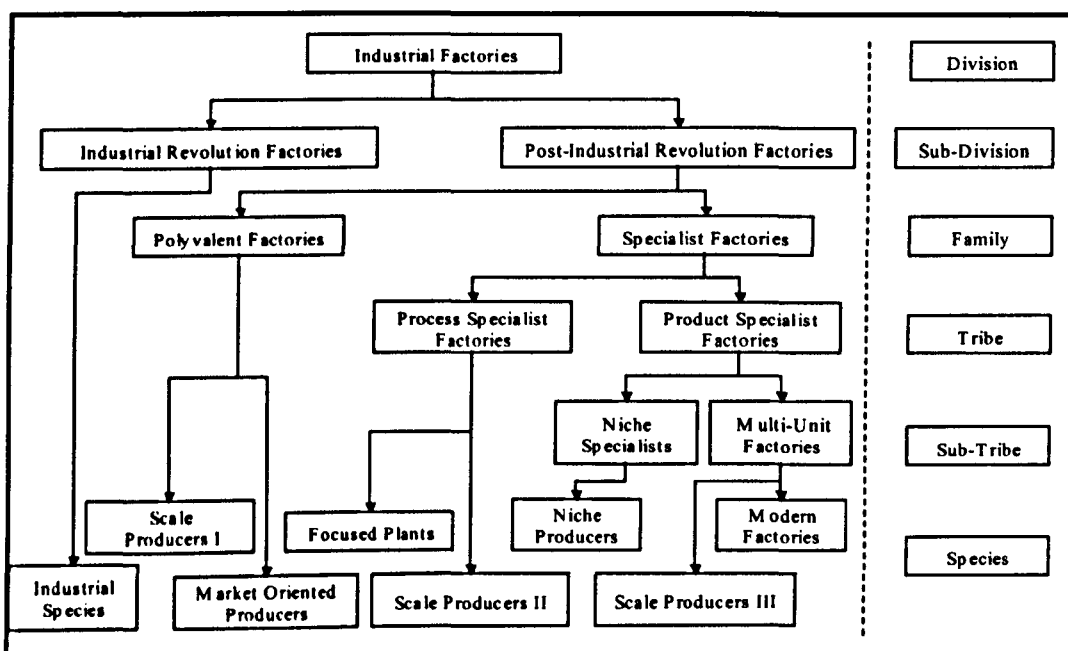 Industrial Factories
Division
Industrial Revolution Factories
Post-Industrial Revolution Factories
Sub-Division
Polyvalent Factories
Specialist Factories
Family
Process Specialist
Factories
Product Specialist
Factories
Tribe
Niche
Specialists
Multi-Unit
Factories
Sub-Tribe
Scale
Producers I
Focused Plants
Niche
Producers
Modern
Factories
Species
Industrial
Species
Market Oriented
Producers
Scale Producers II
Scale Producers III